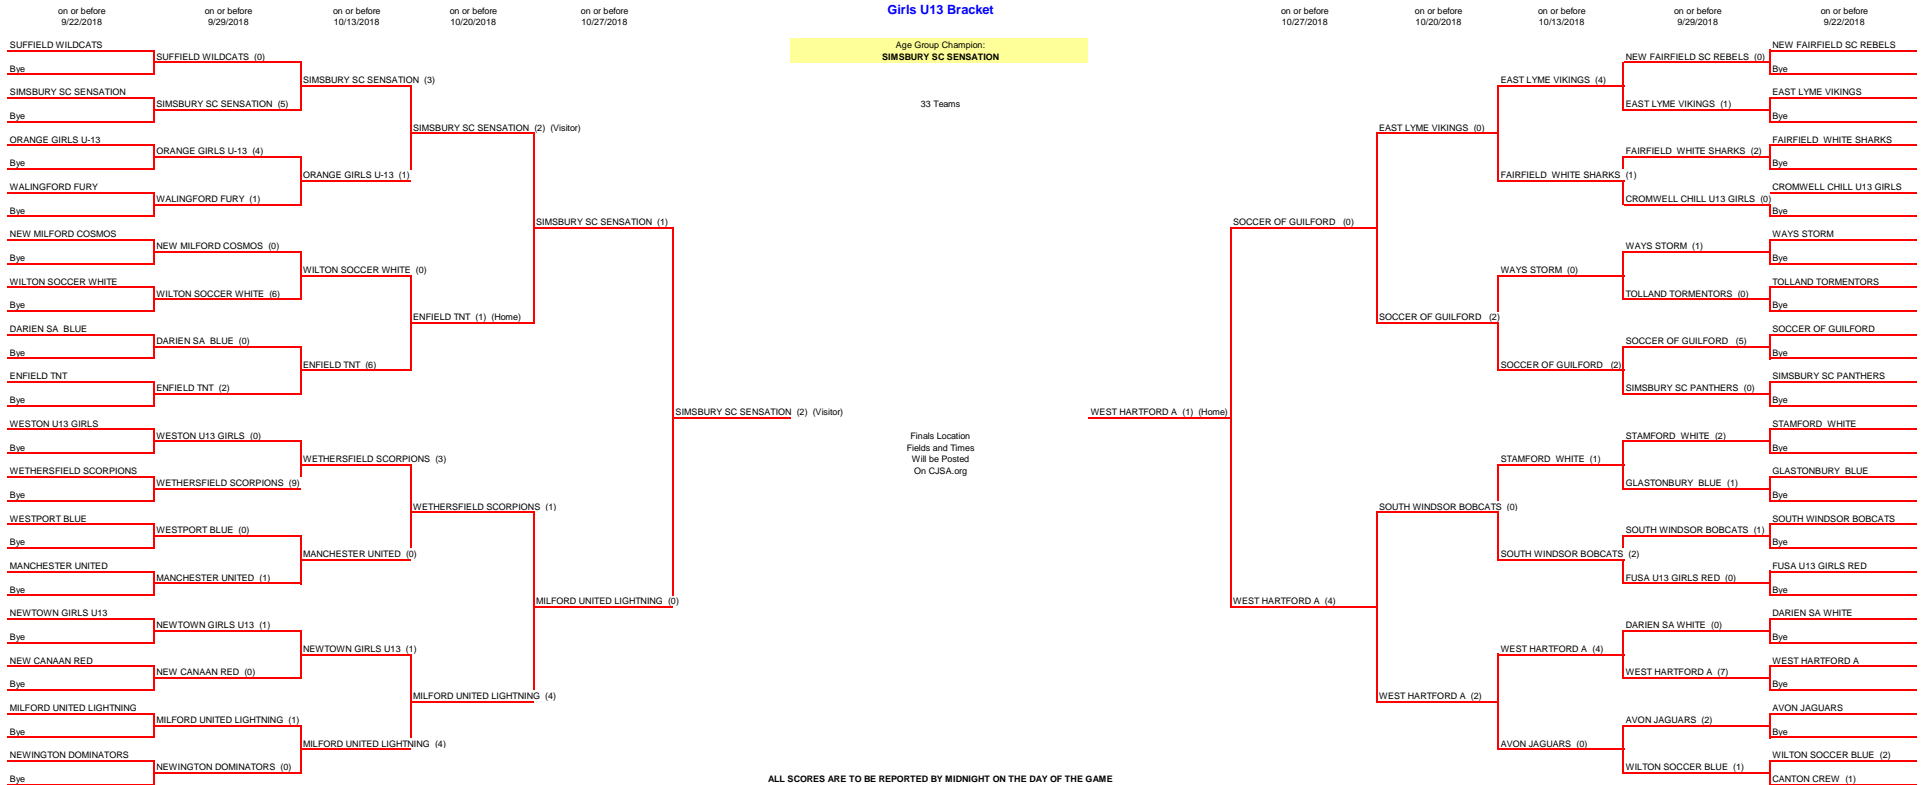 Girls U13 Bracket
on or before
9/22/2018
on or before
9/29/2018
on or before
10/13/2018
on or before
10/20/2018
on or before
10/27/2018
on or before
10/27/2018
on or before
10/20/2018
on or before
10/13/2018
on or before
9/29/2018
on or before
9/22/2018
Age Group Champion:
SIMSBURY SC SENSATION
33 Teams
SUFFIELD WILDCATS
Bye
SIMSBURY SC SENSATION
Bye
ORANGE GIRLS U-13
Bye
WALINGFORD FURY
Bye
NEW MILFORD COSMOS
Bye
WILTON SOCCER WHITE
Bye
DARIEN SA  BLUE
Bye
ENFIELD TNT
Bye
WESTON U13 GIRLS
Bye
WETHERSFIELD SCORPIONS
Bye
WESTPORT BLUE
Bye
MANCHESTER UNITED
Bye
NEWTOWN GIRLS U13
Bye
NEW CANAAN RED
Bye
MILFORD UNITED LIGHTNING
Bye
NEWINGTON DOMINATORS
Bye
SUFFIELD WILDCATS  (0)
SIMSBURY SC SENSATION  (5)
ORANGE GIRLS U-13  (4)
WALINGFORD FURY  (1)
NEW MILFORD COSMOS  (0)
WILTON SOCCER WHITE  (6)
DARIEN SA  BLUE  (0)
ENFIELD TNT  (2)
WESTON U13 GIRLS  (0)
WETHERSFIELD SCORPIONS  (9)
WESTPORT BLUE  (0)
MANCHESTER UNITED  (1)
NEWTOWN GIRLS U13  (1)
NEW CANAAN RED  (0)
MILFORD UNITED LIGHTNING  (1)
NEWINGTON DOMINATORS  (0)
SIMSBURY SC SENSATION  (3)
ORANGE GIRLS U-13  (1)
WILTON SOCCER WHITE  (0)
ENFIELD TNT  (6)
WETHERSFIELD SCORPIONS  (3)
MANCHESTER UNITED  (0)
NEWTOWN GIRLS U13  (1)
MILFORD UNITED LIGHTNING  (4)
SIMSBURY SC SENSATION  (2)  (Visitor)
ENFIELD TNT  (1)  (Home)
WETHERSFIELD SCORPIONS  (1)
MILFORD UNITED LIGHTNING  (4)
SIMSBURY SC SENSATION  (1)
MILFORD UNITED LIGHTNING  (0)
SIMSBURY SC SENSATION  (2)  (Visitor)
Finals Location
Fields and Times
Will be Posted
On CJSA.org
WEST HARTFORD A  (1)  (Home)
SOCCER OF GUILFORD   (0)
WEST HARTFORD A  (4)
EAST LYME VIKINGS  (0)
SOCCER OF GUILFORD   (2)
SOUTH WINDSOR BOBCATS  (0)
WEST HARTFORD A  (2)
EAST LYME VIKINGS  (4)
FAIRFIELD  WHITE SHARKS  (1)
WAYS STORM  (0)
SOCCER OF GUILFORD   (2)
STAMFORD  WHITE  (1)
SOUTH WINDSOR BOBCATS  (2)
WEST HARTFORD A  (4)
AVON JAGUARS  (0)
NEW FAIRFIELD SC REBELS  (0)
EAST LYME VIKINGS  (1)
FAIRFIELD  WHITE SHARKS  (2)
CROMWELL CHILL U13 GIRLS  (0)
WAYS STORM  (1)
TOLLAND TORMENTORS  (0)
SOCCER OF GUILFORD   (5)
SIMSBURY SC PANTHERS  (0)
STAMFORD  WHITE  (2)
GLASTONBURY  BLUE  (1)
SOUTH WINDSOR BOBCATS  (1)
FUSA U13 GIRLS RED  (0)
DARIEN SA WHITE  (0)
WEST HARTFORD A  (7)
AVON JAGUARS  (2)
WILTON SOCCER BLUE  (1)
NEW FAIRFIELD SC REBELS
Bye
EAST LYME VIKINGS
Bye
FAIRFIELD  WHITE SHARKS
Bye
CROMWELL CHILL U13 GIRLS
Bye
WAYS STORM
Bye
TOLLAND TORMENTORS
Bye
SOCCER OF GUILFORD
Bye
SIMSBURY SC PANTHERS
Bye
STAMFORD  WHITE
Bye
GLASTONBURY  BLUE
Bye
SOUTH WINDSOR BOBCATS
Bye
FUSA U13 GIRLS RED
Bye
DARIEN SA WHITE
Bye
WEST HARTFORD A
Bye
AVON JAGUARS
Bye
WILTON SOCCER BLUE  (2)
CANTON CREW  (1)
ALL SCORES ARE TO BE REPORTED BY MIDNIGHT ON THE DAY OF THE GAME